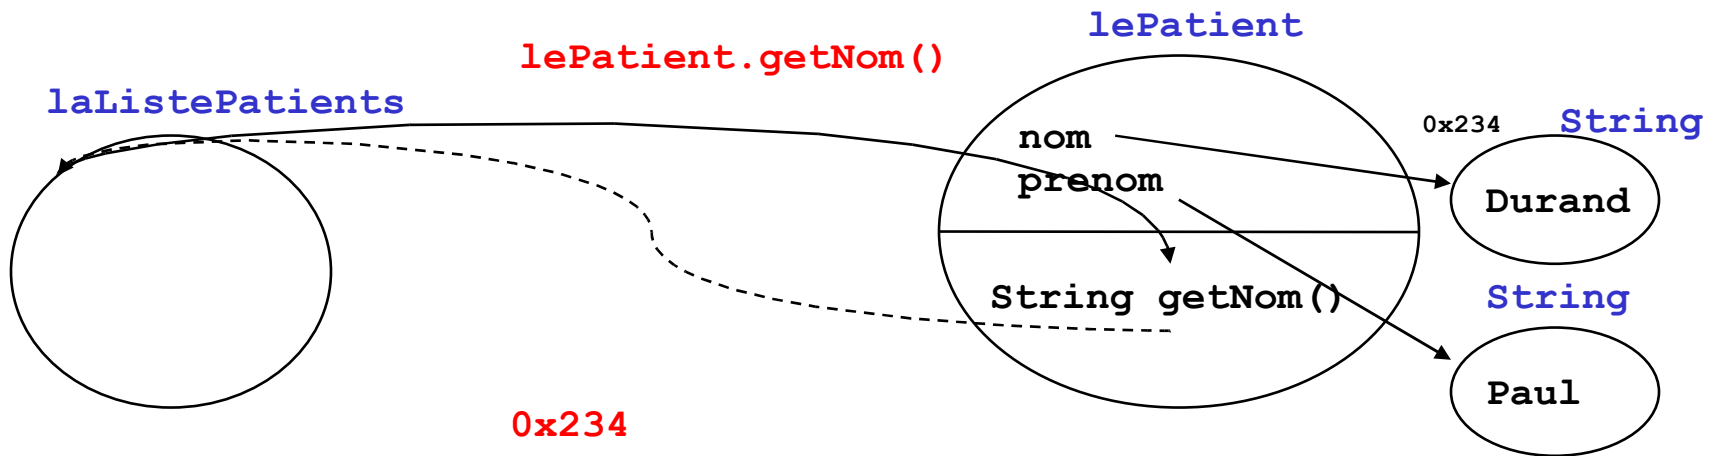 lePatient
lePatient.getNom()
laListePatients
0x234 String
nom
prenom
Durand
String getNom()
String
Paul
0x234